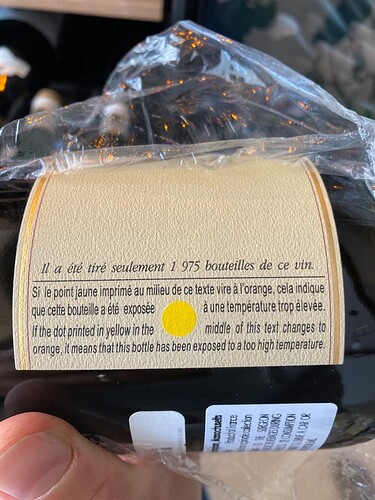 Il a été tiré seulement 1 975 bouteilles de ce vin.
Si le point jaune imprimé au milieu de ce texte vire à l'orange, cela indique
que cette bouteille a été exposée à une température trop élevée.
If the dot printed in yellow in the middle of this text changes to
orange, it means that this bottle has been exposed to a too high temperature.